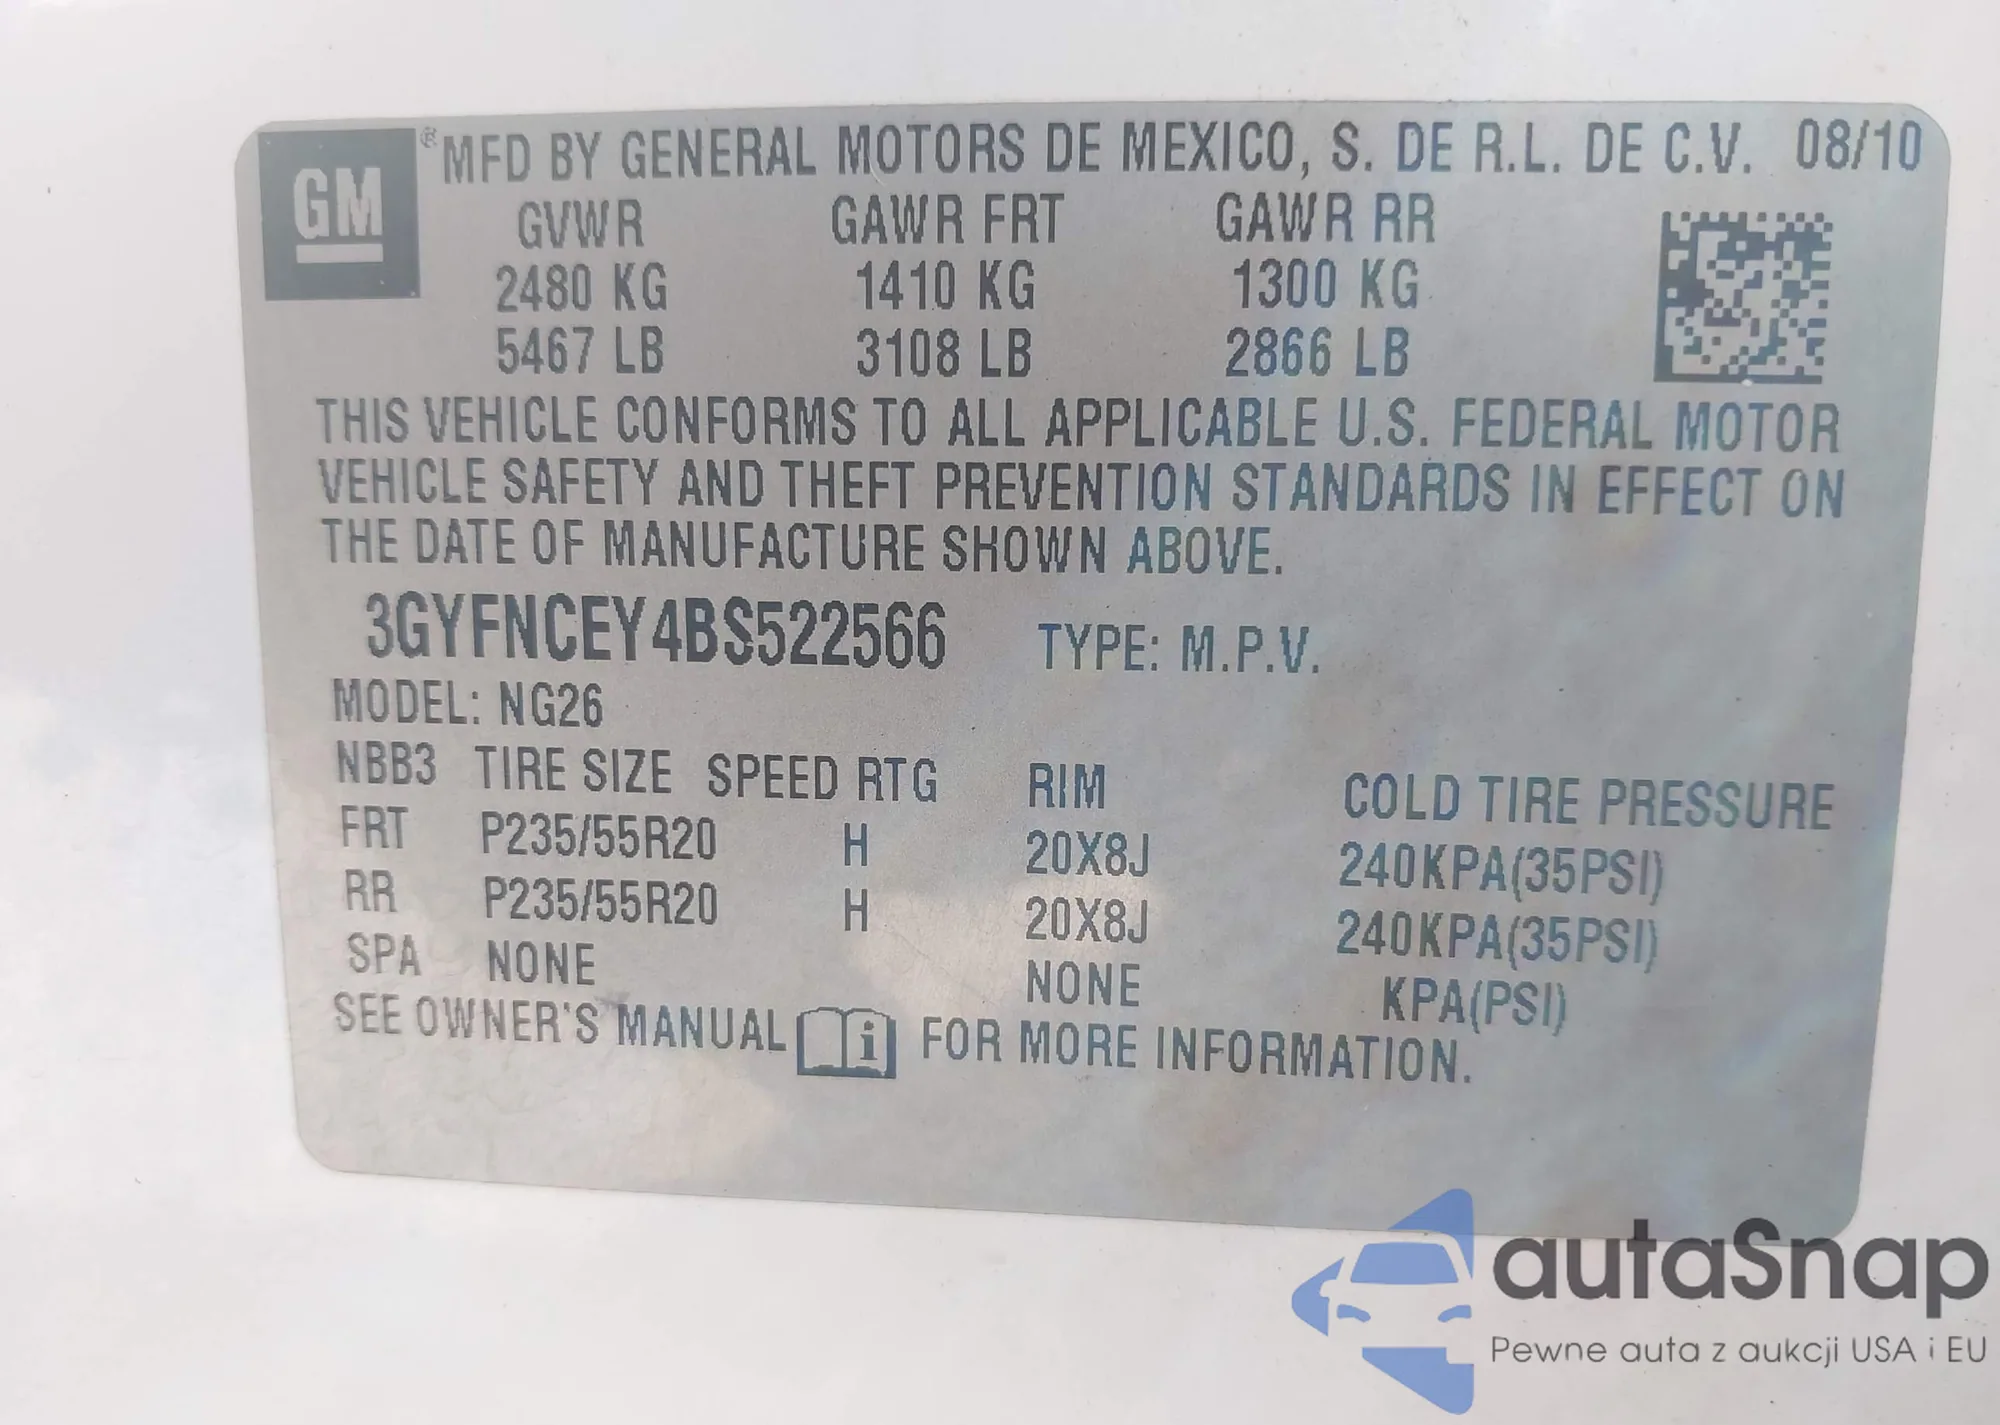 GM ® MFD BY GENERAL MOTORS DE MEXICO, S. DE R.L. DE C.V. 08/10
GVWR GAWR FRT GAWR RR
2480 KG 1410 KG 1300 KG
5467 LB 3108 LB 2866 LB
THIS VEHICLE CONFORMS TO ALL APPLICABLE U.S. FEDERAL MOTOR
VEHICLE SAFETY AND THEFT PREVENTION STANDARDS IN EFFECT ON
THE DATE OF MANUFACTURE SHOWN ABOVE.
3GYFNCEY4BS522566 TYPE: M.P.V.
MODEL: NG26
NBB3 TIRE SIZE SPEED RTG RIM COLD TIRE PRESSURE
FRT P235/55R20 H 20X8J 240KPA(35PSI)
RR P235/55R20 H 20X8J 240KPA(35PSI)
SPA NONE NONE KPA(PSI)
SEE OWNER'S MANUAL i FOR MORE INFORMATION.
autaSnap
Pewne auta z aukcji USA i EU